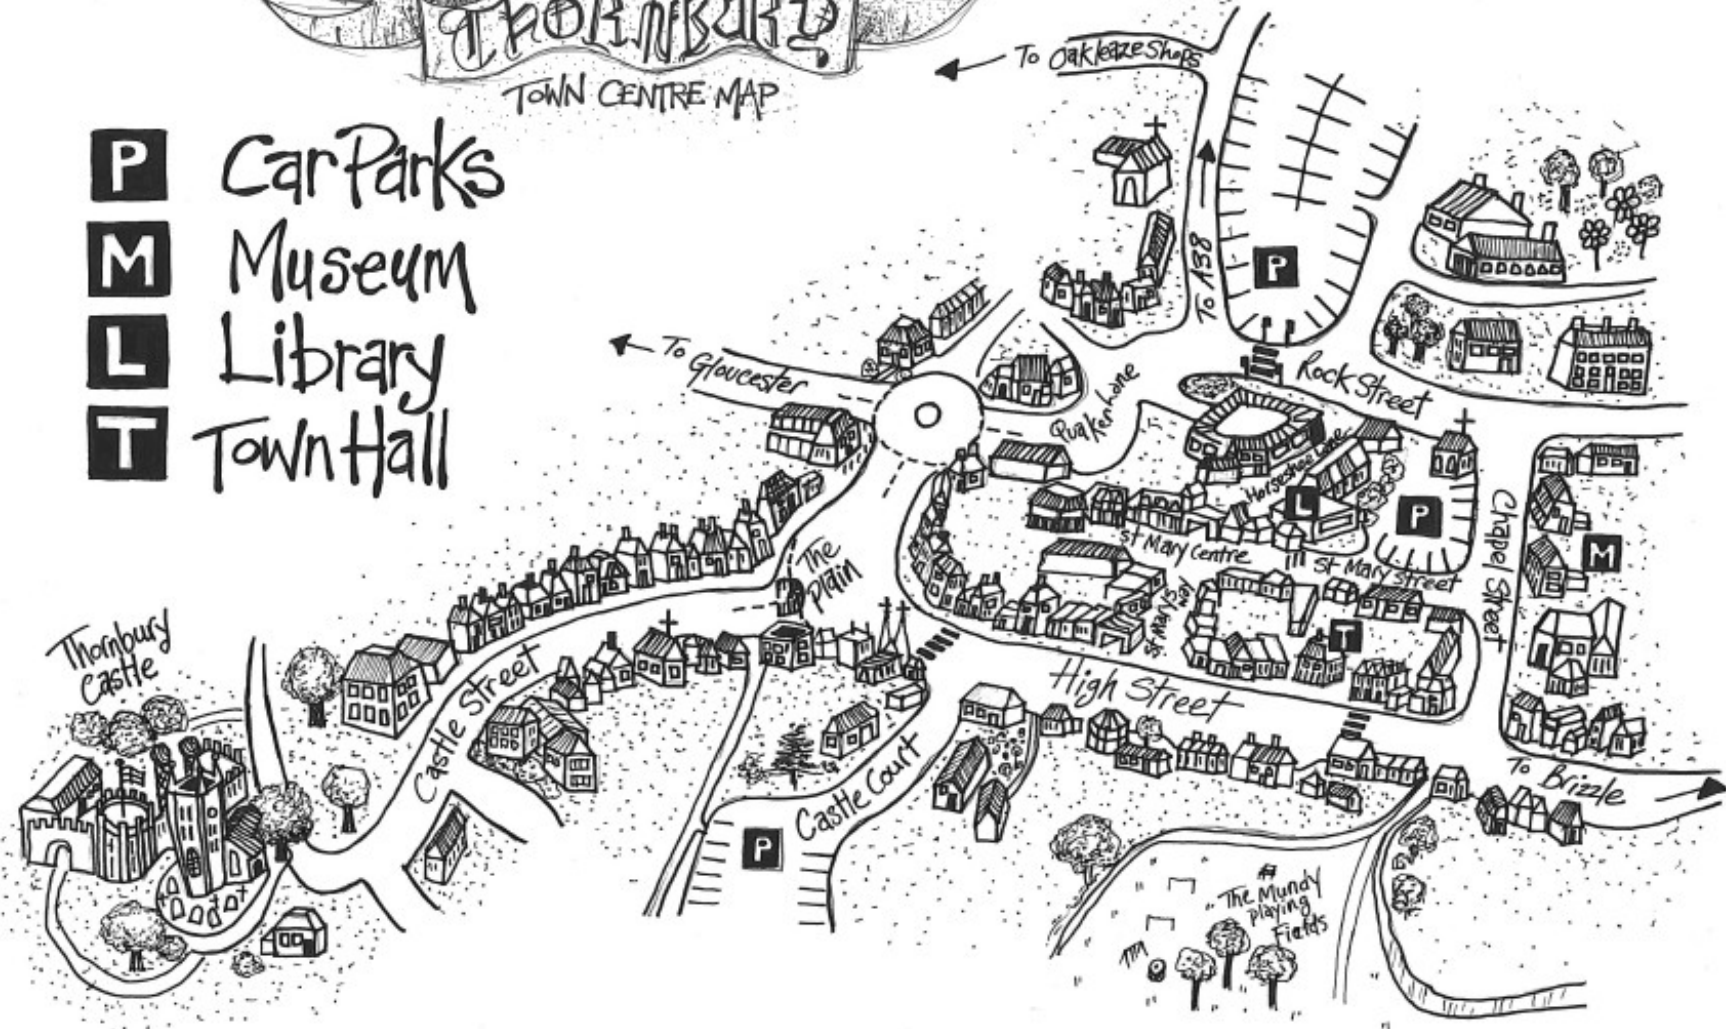 THORNBURY
TOWN CENTRE MAP
P Car Parks
M Museum
L Library
T Town Hall
To Oakleaze Shops
To A38
P
To Gloucester
Rock Street
Quaker Lane
Horseshoe Lane
L
P
Chapel Street
M
St Mary Centre
St Mary Street
The
Plain
St Mary's
Way
T
High Street
Thornbury
Castle
Castle Street
Castle Court
P
To Brizzle
The Mundy
Playing
Fields